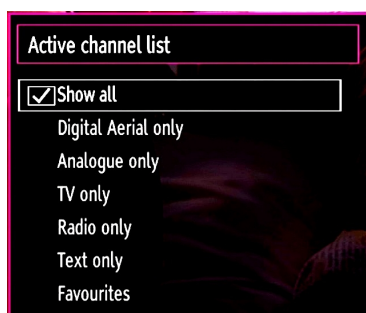 Active channel list
Show all
Digital Aerial only
Analogue only
TV only
Radio only
Text only
Favourites